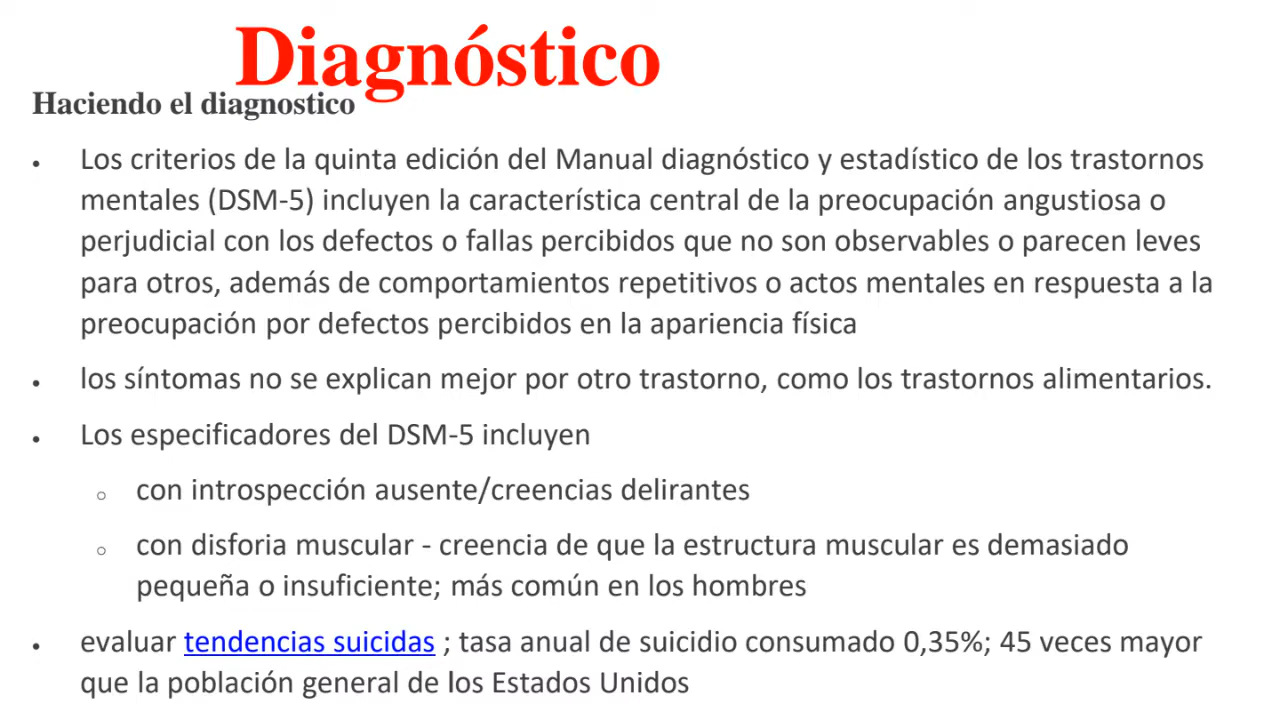 Diagnóstico
Haciendo el diagnostico
• Los criterios de la quinta edición del Manual diagnóstico y estadístico de los trastornos
mentales (DSM-5) incluyen la característica central de la preocupación angustiosa o
perjudicial con los defectos o fallas percibidos que no son observables o parecen leves
para otros, además de comportamientos repetitivos o actos mentales en respuesta a la
preocupación por defectos percibidos en la apariencia física
• los síntomas no se explican mejor por otro trastorno, como los trastornos alimentarios.
• Los especificadores del DSM-5 incluyen
○ con introspección ausente/creencias delirantes
○ con disforia muscular - creencia de que la estructura muscular es demasiado
pequeña o insuficiente; más común en los hombres
• evaluar tendencias suicidas ; tasa anual de suicidio consumado 0,35%; 45 veces mayor
que la población general de los Estados Unidos